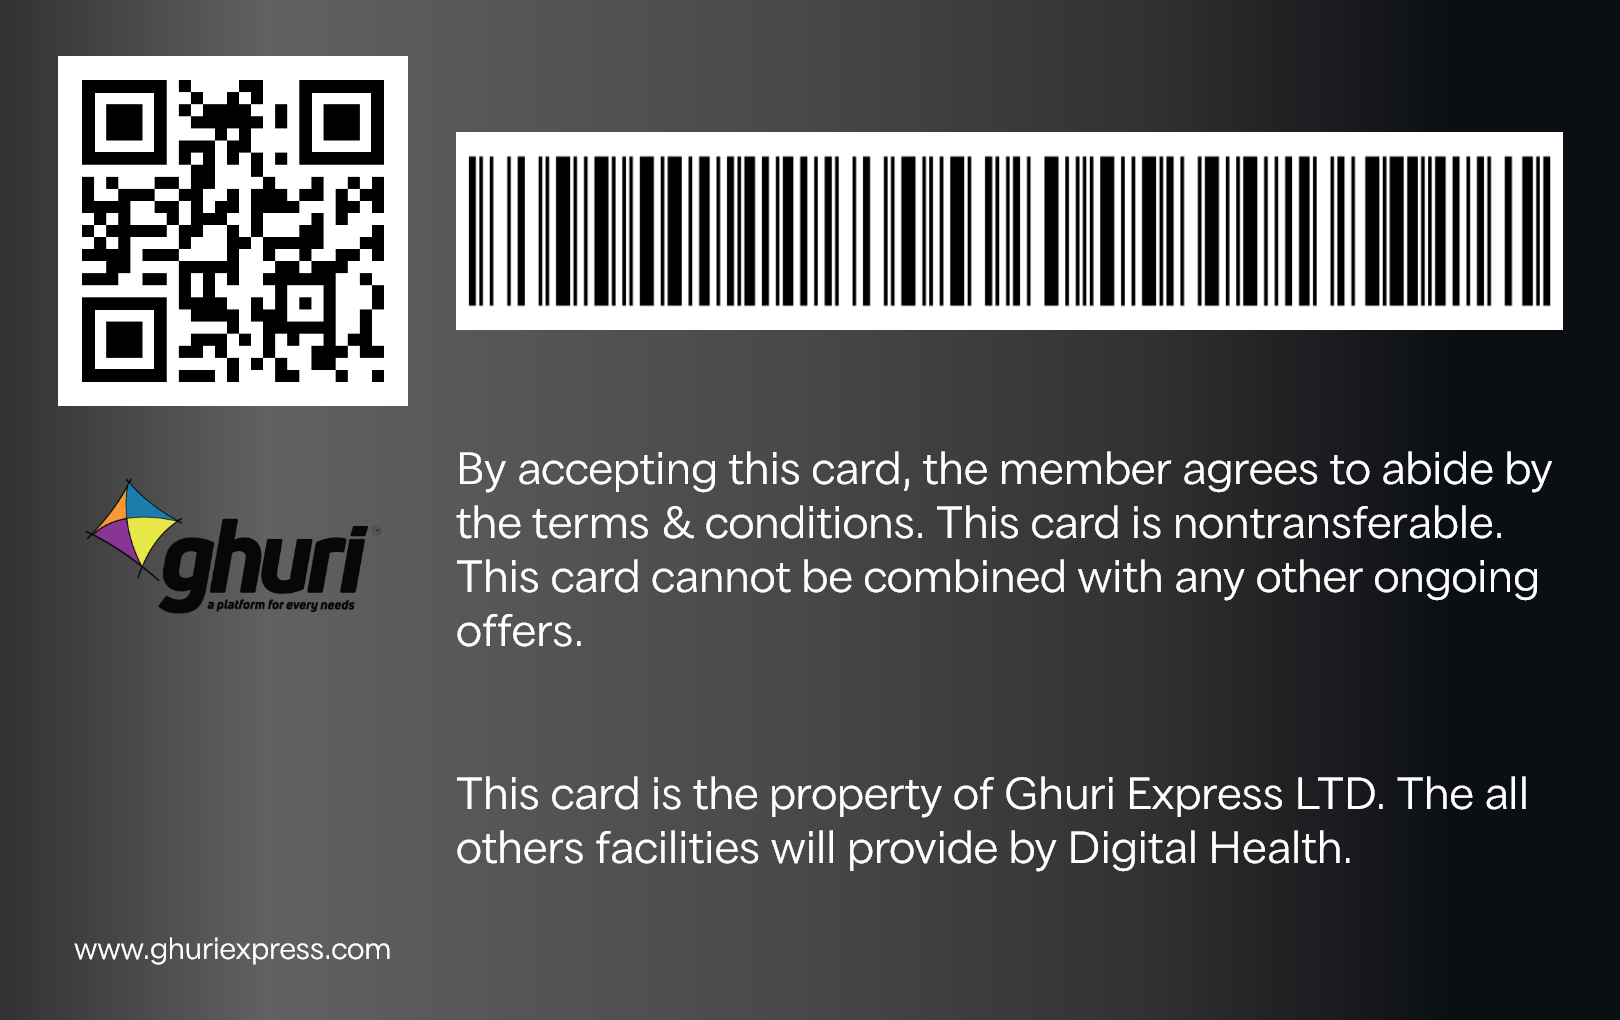 ghuri
TM
a platform for every needs
By accepting this card, the member agrees to abide by
the terms & conditions. This card is nontransferable.
This card cannot be combined with any other ongoing
offers.
This card is the property of Ghuri Express LTD. The all
others facilities will provide by Digital Health.
www.ghuriexpress.com